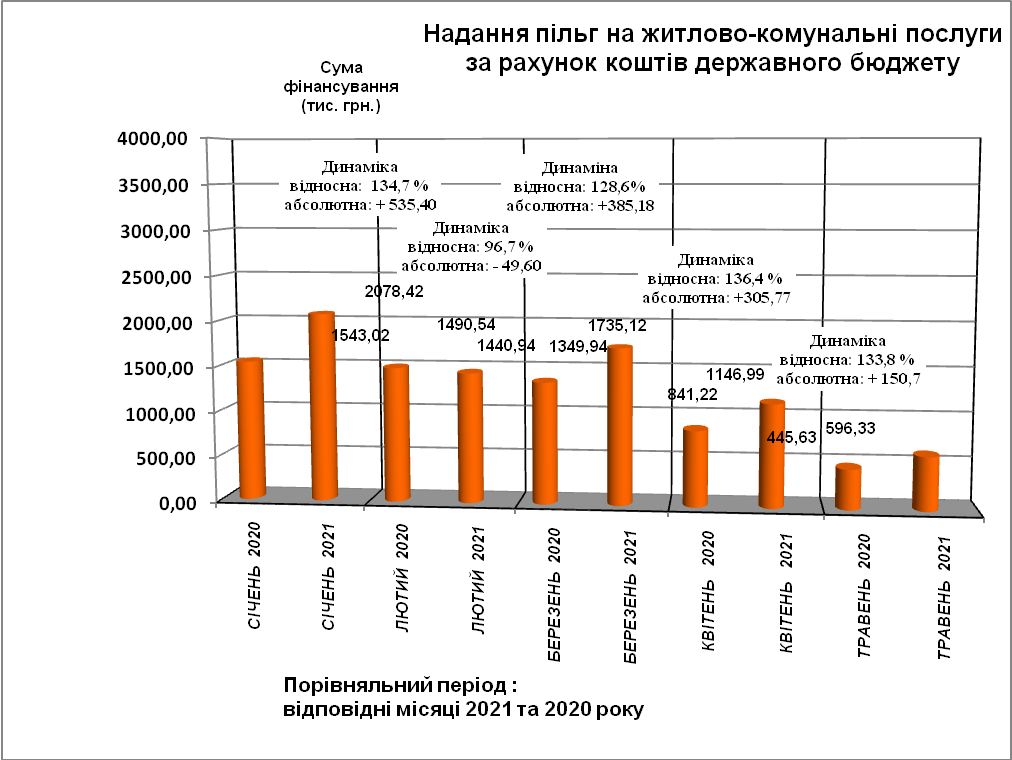 Надання пільг на житлово-комунальні послуги
за рахунок коштів державного бюджету
Сума
фінансування
(тис. грн.)
4000,00
3500,00
3000,00
2500,00
2000,00
1500,00
1000,00
500,00
0,00
Динаміка
відносна: 134,7 %
абсолютна: + 535,40
Динаміна
відносна: 128,6%
абсолютна: +385,18
Динаміка
відносна: 96,7 %
абсолютна: - 49,60
Динаміка
відносна: 136,4 %
абсолютна: +305,77
Динаміка
відносна: 133,8 %
абсолютна: + 150,7
2078,42
1543,02
1490,54
1440,94
1349,94
1735,12
841,22
1146,99
445,63
596,33
СІЧЕНЬ 2020
СІЧЕНЬ 2021
ЛЮТИЙ 2020
ЛЮТИЙ 2021
БЕРЕЗЕНЬ 2020
БЕРЕЗЕНЬ 2021
КВІТЕНЬ 2020
КВІТЕНЬ 2021
ТРАВЕНЬ 2020
ТРАВЕНЬ 2021
Порівняльний період :
відповідні місяці 2021 та 2020 року